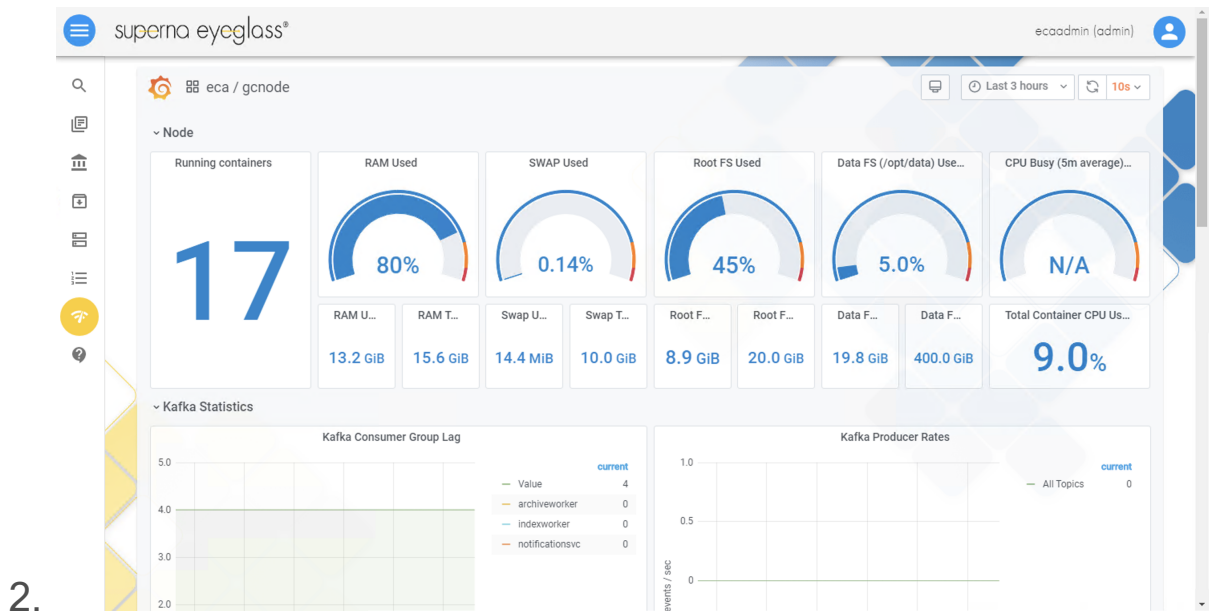 superna eyeglass®
ecaadmin (admin)
eca / gcnode
Last 3 hours
10s
Node
Running containers
17
RAM Used
80%
SWAP Used
0.14%
Root FS Used
45%
Data FS (/opt/data) Use...
5.0%
CPU Busy (5m average)...
N/A
RAM U...
13.2 GiB
RAM T...
15.6 GiB
Swap U...
14.4 MiB
Swap T...
10.0 GiB
Root F...
8.9 GiB
Root F...
20.0 GiB
Data F...
19.8 GiB
Data F...
400.0 GiB
Total Container CPU Us...
9.0%
Kafka Statistics
Kafka Consumer Group Lag
5.0
4.0
3.0
2.0
current
Value 4
archiveworker 0
indexworker 0
notificationsvc 0
Kafka Producer Rates
1.0
0.5
0
events / sec
current
All Topics 0
2.